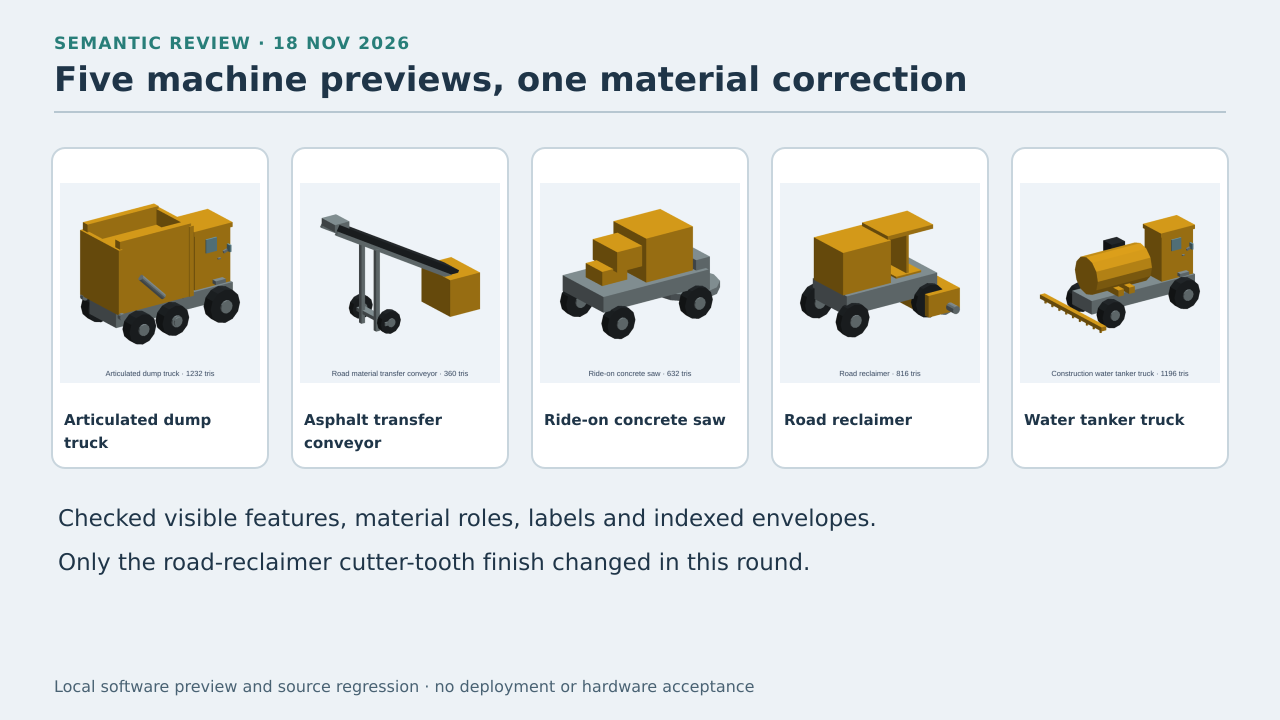 SEMANTIC REVIEW · 18 NOV 2026
Five machine previews, one material correction
Articulated dump truck · 1232 tris
Road material transfer conveyor · 360 tris
Ride-on concrete saw · 632 tris
Road reclaimer · 816 tris
Construction water tanker truck · 1196 tris
Articulated dump
truck
Asphalt transfer
conveyor
Ride-on concrete saw
Road reclaimer
Water tanker truck
Checked visible features, material roles, labels and indexed envelopes.
Only the road-reclaimer cutter-tooth finish changed in this round.
Local software preview and source regression · no deployment or hardware acceptance